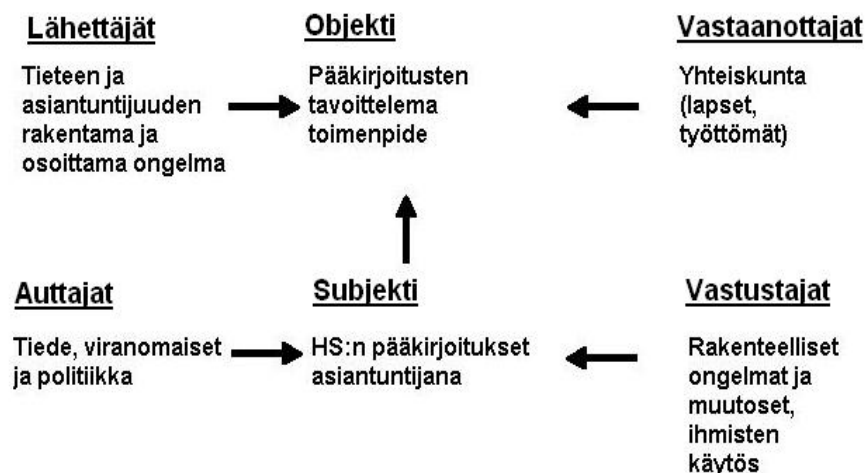 Lähettäjät
Tieteen ja
asiantuntijuuden
rakentama ja
osoittama ongelma
Objekti
Pääkirjoitusten
tavoittelema
toimenpide
Vastaanottajat
Yhteiskunta
(lapset,
työttömät)
Auttajat
Tiede, viranomaiset
ja politiikka
Subjekti
HS:n pääkirjoitukset
asiantuntijana
Vastustajat
Rakenteelliset
ongelmat ja
muutoset,
ihmisten
käytös